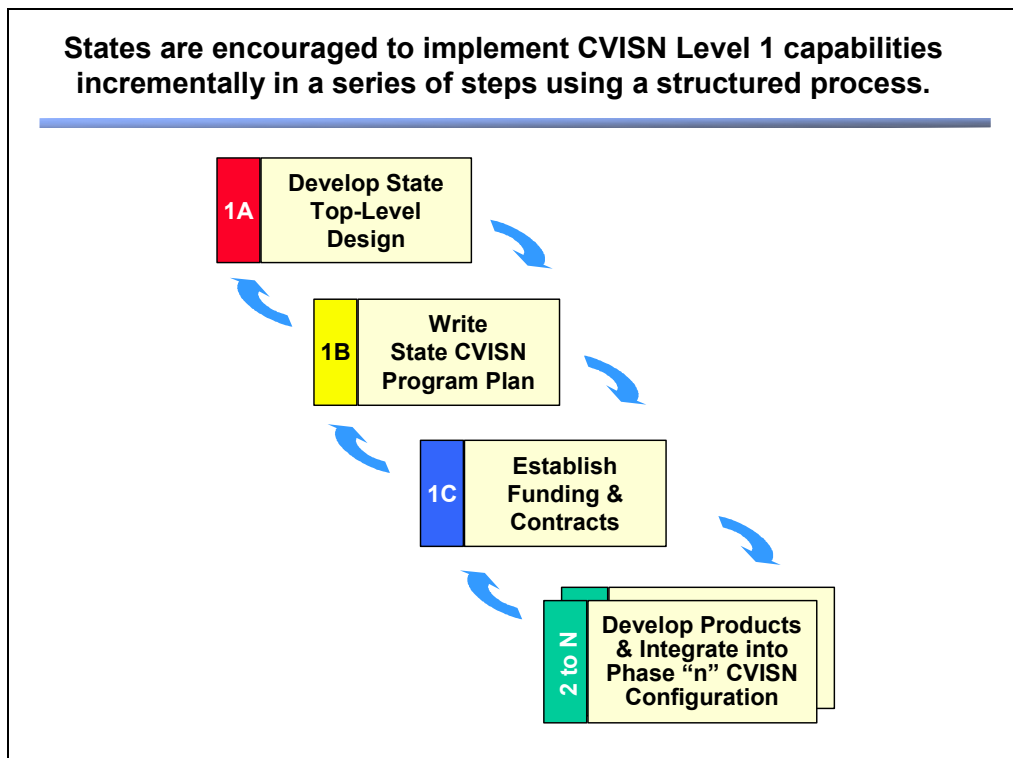 States are encouraged to implement CVISN Level 1 capabilities
incrementally in a series of steps using a structured process.
1A
Develop State
Top-Level
Design
1B
Write
State CVISN
Program Plan
1C
Establish
Funding &
Contracts
2 to N
Develop Products
& Integrate into
Phase “n” CVISN
Configuration